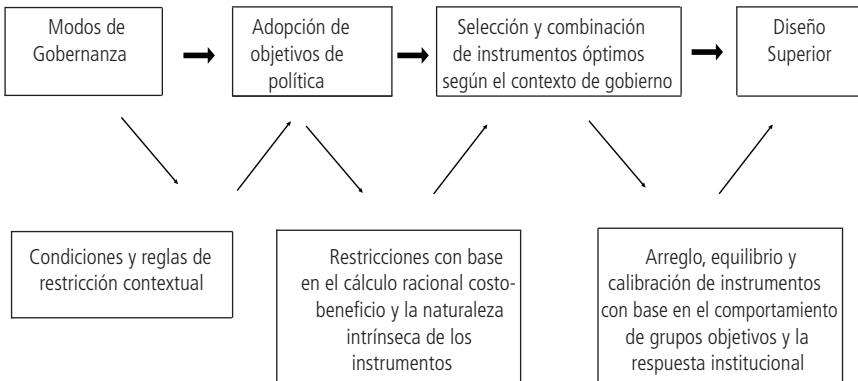 Modos de
Gobernanza
Adopción de
objetivos de
política
Selección y combinación
de instrumentos óptimos
según el contexto de gobierno
Diseño
Superior
Condiciones y reglas de
restricción contextual
Restricciones con base
en el cálculo racional costo-
beneficio y la naturaleza
intrínseca de los
instrumentos
Arreglo, equilibrio y
calibración de instrumentos
con base en el comportamiento
de grupos objetivos y la
respuesta institucional